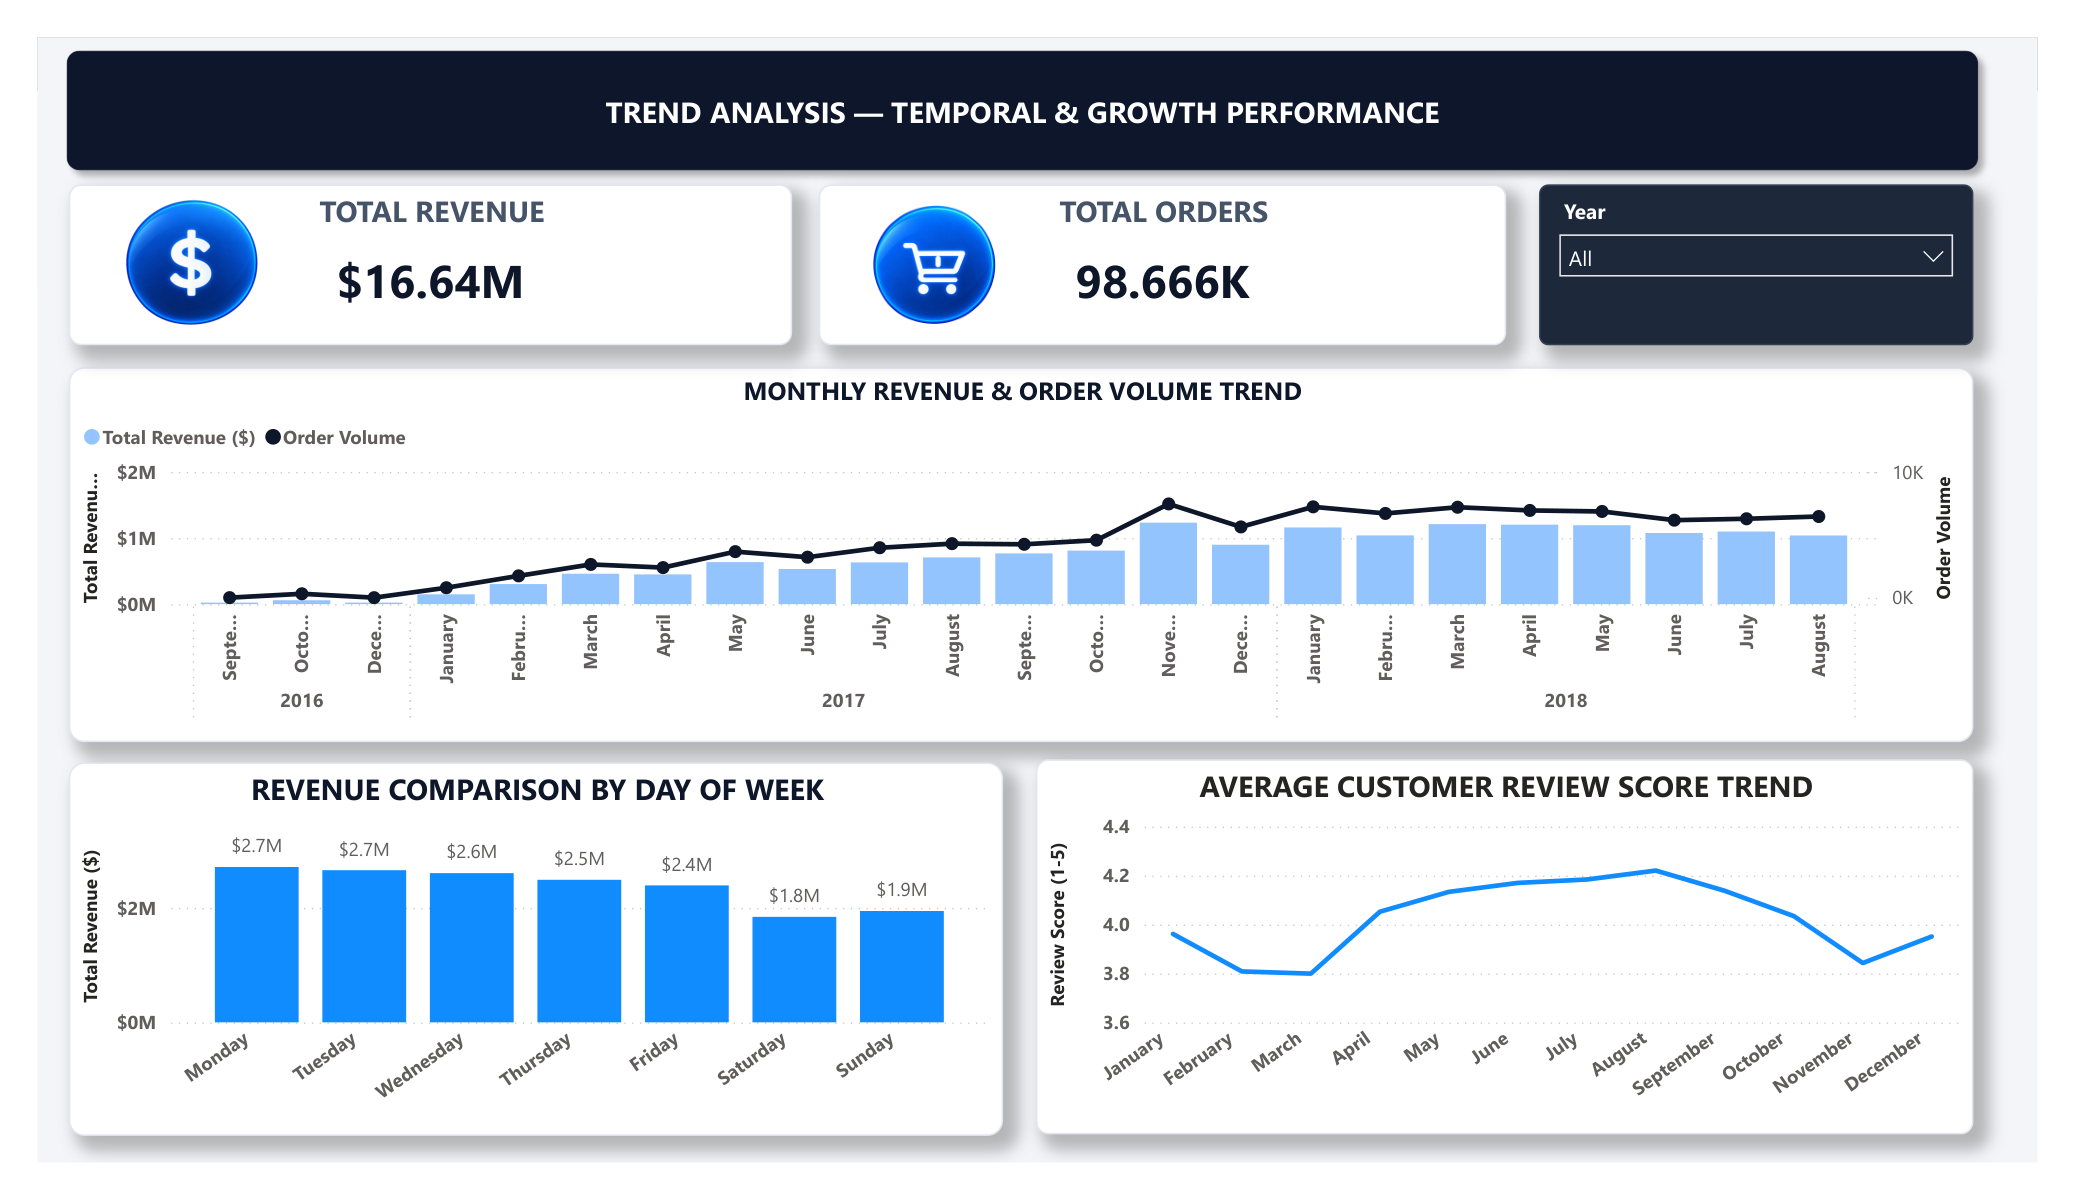 TREND ANALYSIS — TEMPORAL & GROWTH PERFORMANCE
TOTAL REVENUE
$16.64M
TOTAL ORDERS
98.666K
Year
All
MONTHLY REVENUE & ORDER VOLUME TREND
Total Revenue ($) Order Volume
Total Revenu...
$2M
$1M
$0M
10K
0K
Order Volume
Septe... Octo... Dece... January Febru... March April May June July August Septe... Octo... Nove... Dece... January Febru... March April May June July August
2016 2017 2018
REVENUE COMPARISON BY DAY OF WEEK
Total Revenue ($)
$2M
$0M
$2.7M $2.7M $2.6M $2.5M $2.4M $1.8M $1.9M
Monday Tuesday Wednesday Thursday Friday Saturday Sunday
AVERAGE CUSTOMER REVIEW SCORE TREND
Review Score (1-5)
4.4
4.2
4.0
3.8
3.6
January February March April May June July August September October November December